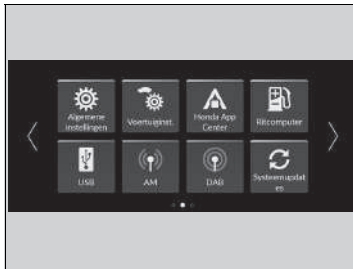 Algemene
instellingen
Voertuiginst.
Honda App
Center
Ritcomputer
USB
AM
DAB
Systeemupdat
es